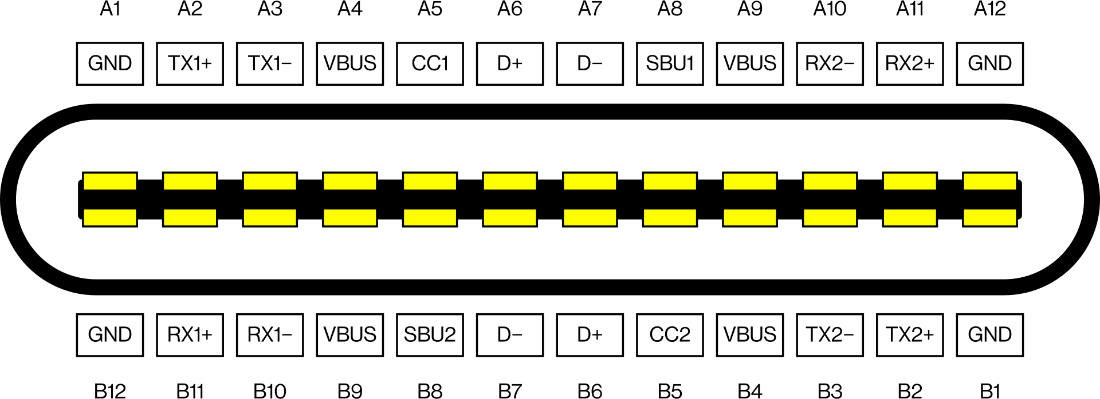 A1 A2 A3 A4 A5 A6 A7 A8 A9 A10 A11 A12
GND TX1+ TX1− VBUS CC1 D+ D− SBU1 VBUS RX2− RX2+ GND
GND RX1+ RX1− VBUS SBU2 D− D+ CC2 VBUS TX2− TX2+ GND
B12 B11 B10 B9 B8 B7 B6 B5 B4 B3 B2 B1